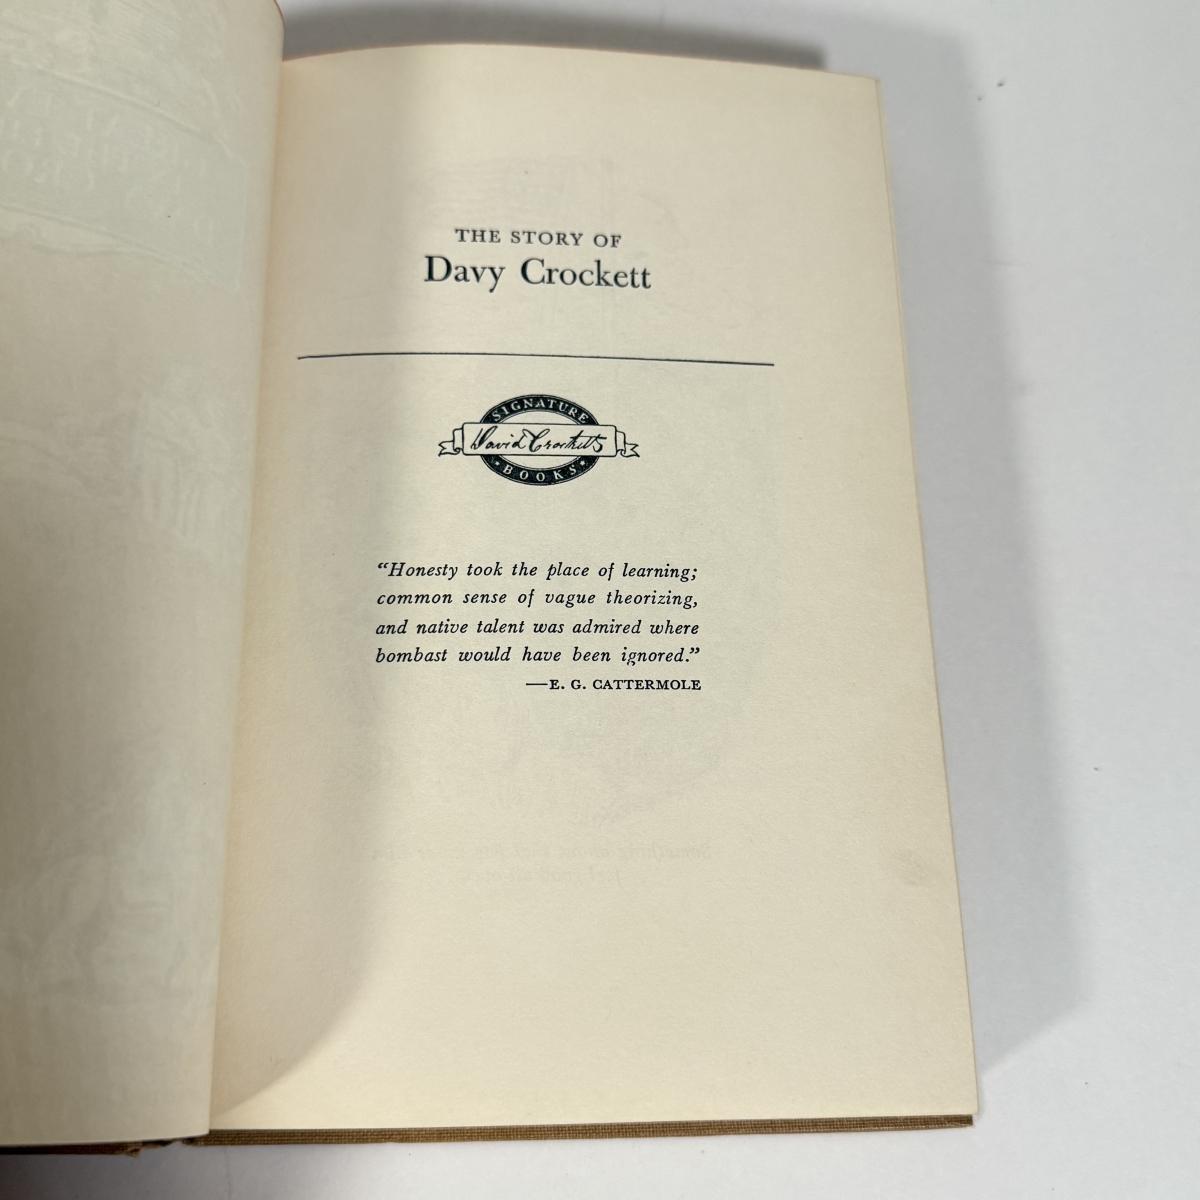 THE STORY OF
Davy Crockett
SIGNATURE
David Crockett
BOOKS
“Honesty took the place of learning;
common sense of vague theorizing,
and native talent was admired where
bombast would have been ignored.”
—E. G. CATTERMOLE